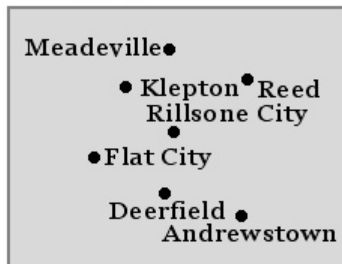 Meadeville
Klepton
Reed
Rillsone City
Flat City
Deerfield
Andrewstown